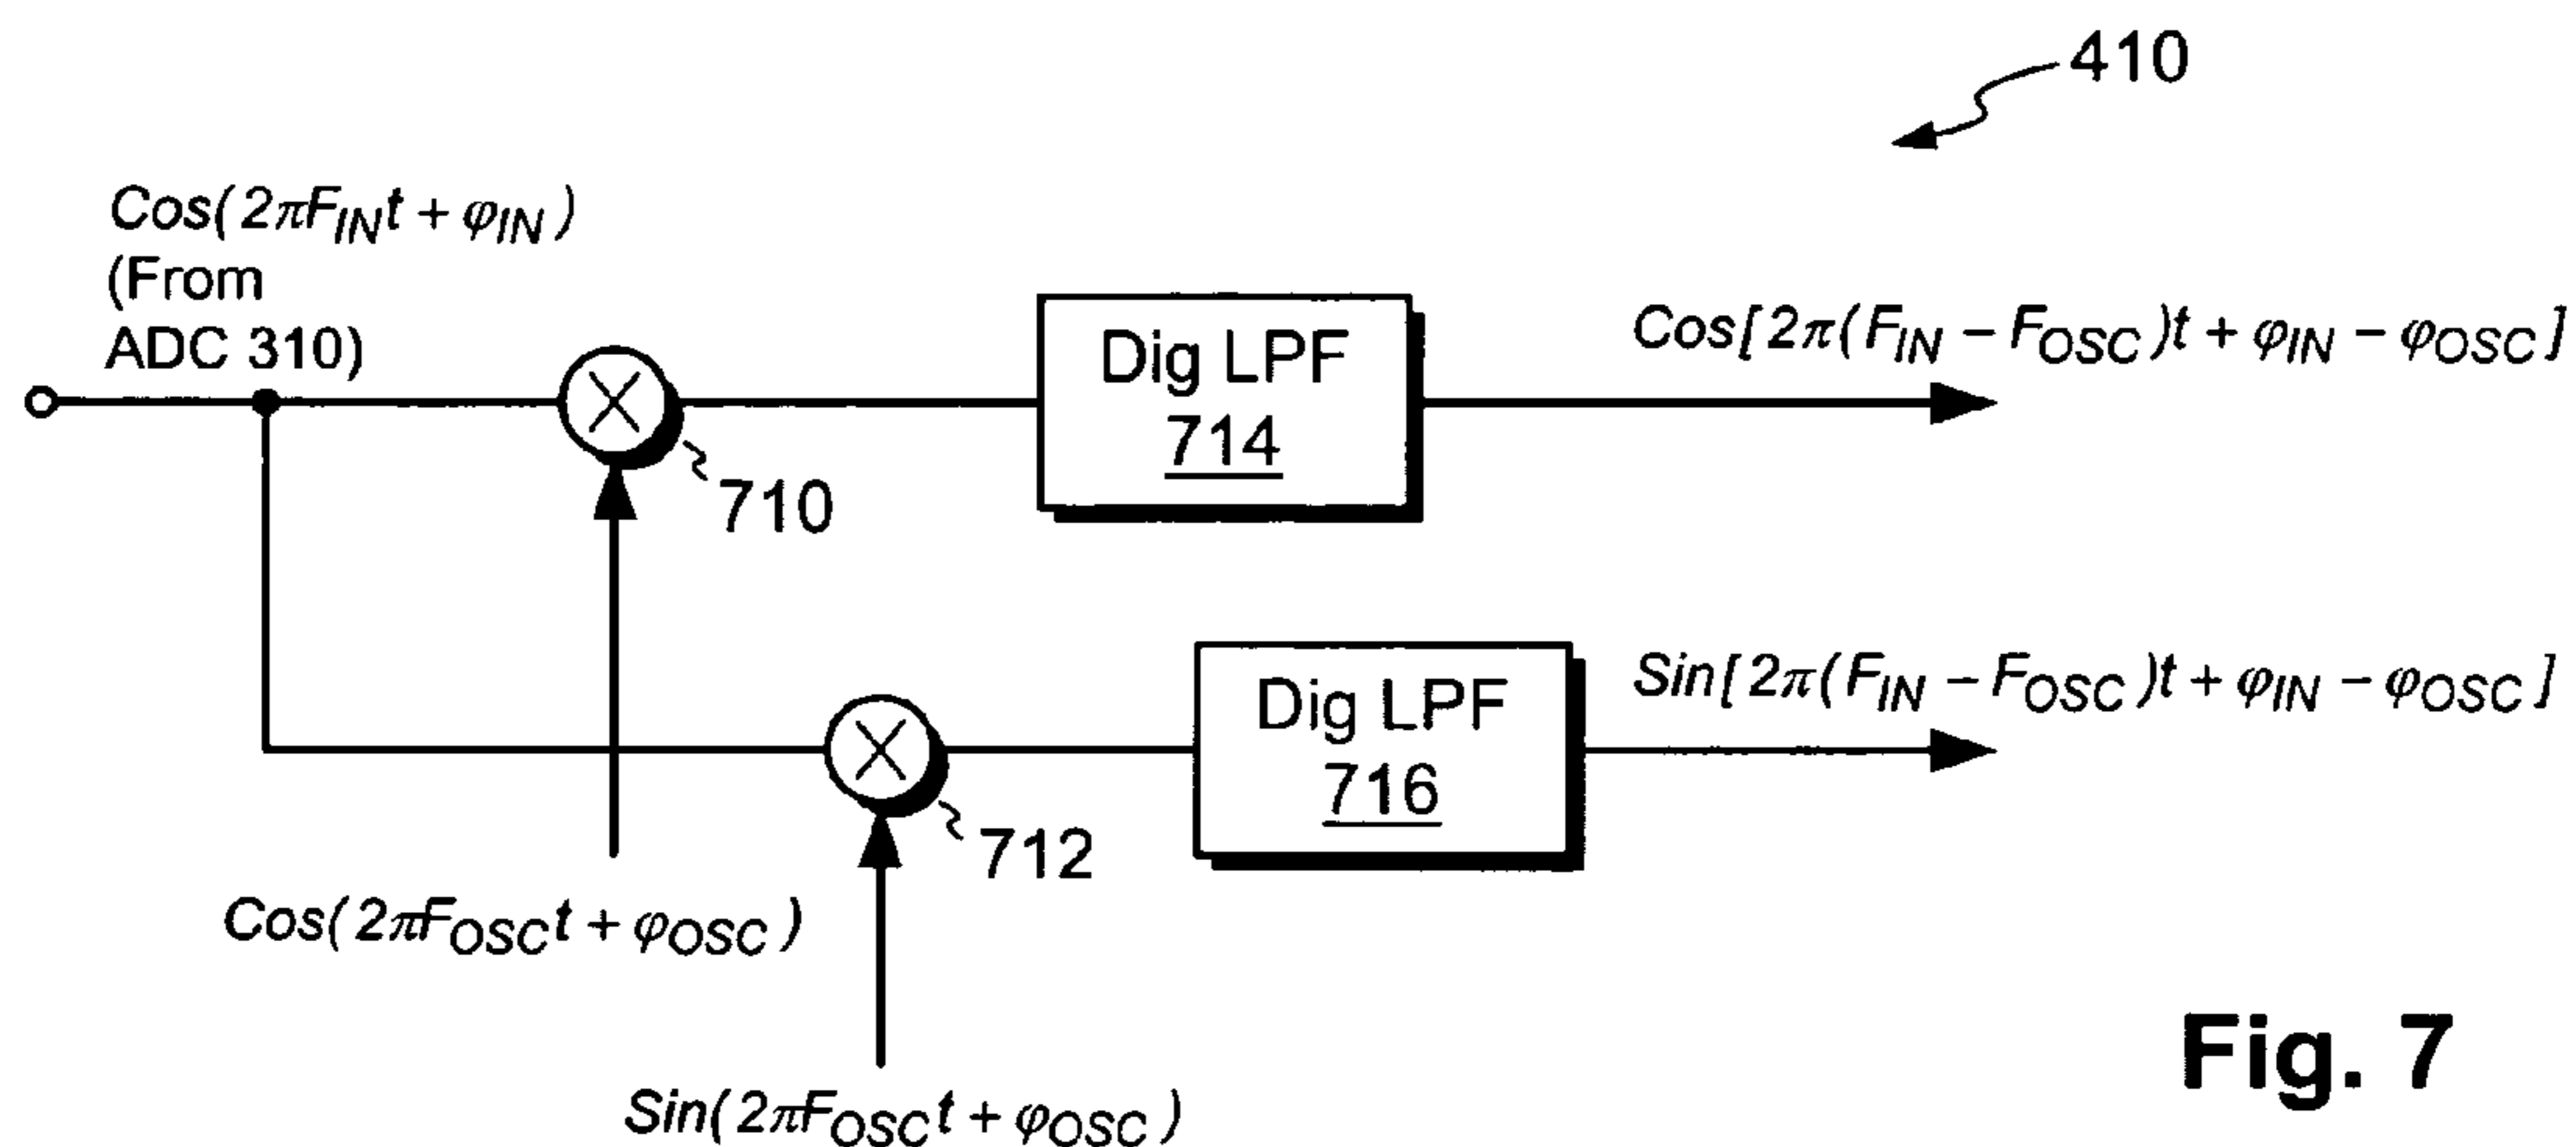 410
Cos(2πF_IN t + φ_IN)
(From
ADC 310)
Dig LPF
714
Cos[2π(F_IN – F_OSC)t + φ_IN – φ_OSC]
710
Dig LPF
716
Sin[2π(F_IN – F_OSC)t + φ_IN – φ_OSC]
712
Cos(2πF_OSC t + φ_OSC)
Sin(2πF_OSC t + φ_OSC)
Fig. 7